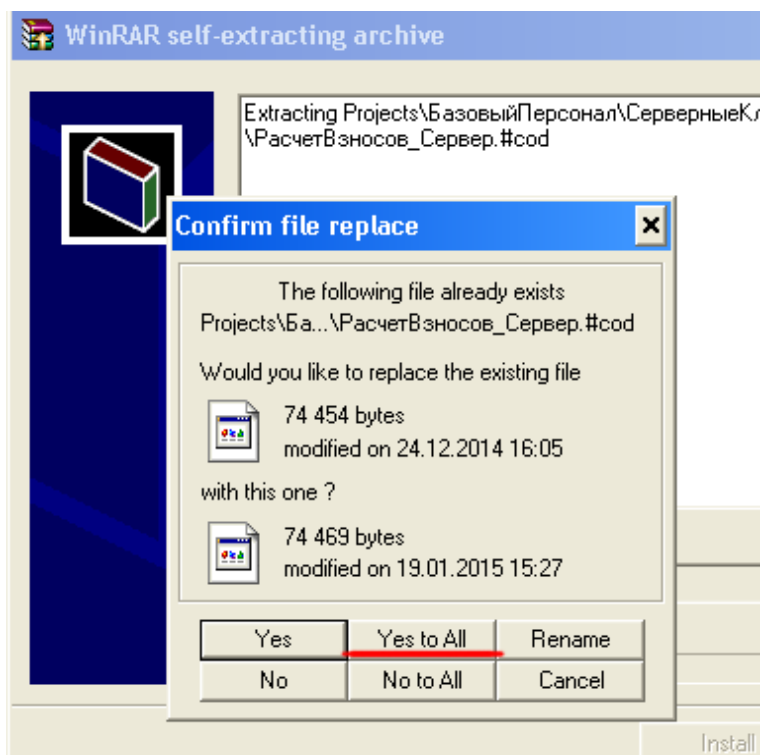 WinRAR self-extracting archive
Extracting Projects\БазовыйПерсонал\Серверные
\РасчетВзносов_Сервер.#cod
Confirm file replace
The following file already exists
Projects\Ба...\РасчетВзносов_Сервер.#cod
Would you like to replace the existing file
74 454 bytes
modified on 24.12.2014 16:05
with this one ?
74 469 bytes
modified on 19.01.2015 15:27
Yes
Yes to All
Rename
No
No to All
Cancel
Install